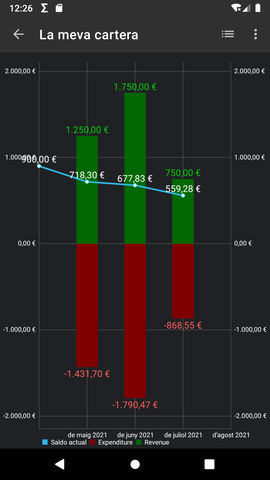 12:26
La meva cartera
2.000,00 € 2.000,00 €
1.750,00 €
1.250,00 €
1.000,00 € 1.000,00 €
900,00 €
718,30 € 677,83 € 750,00 €
559,28 €
0,00 € 0,00 €
-868,55 €
-1.000,00 € -1.000,00 €
-1.431,70 €
-1.790,47 €
-2.000,00 € -2.000,00 €
de maig 2021 de juny 2021 de juliol 2021 d'agost 2021
Saldo actual Expenditure Revenue